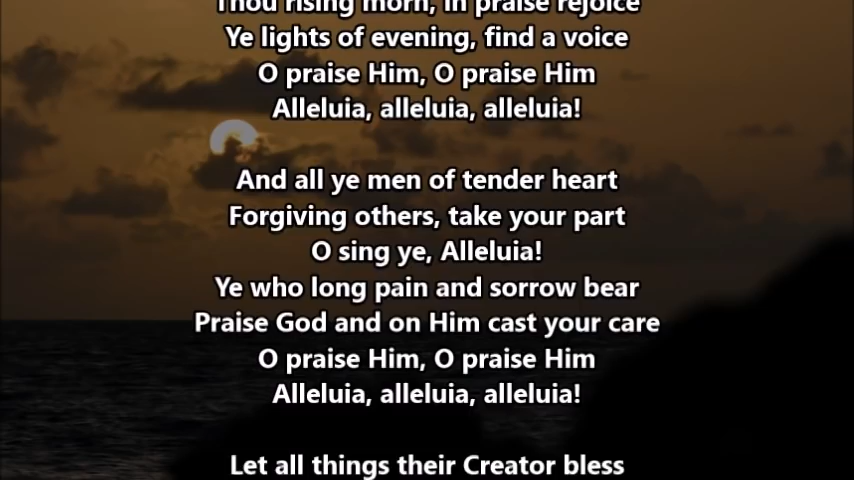 Thou rising morn, in praise rejoice
Ye lights of evening, find a voice
O praise Him, O praise Him
Alleluia, alleluia, alleluia!
And all ye men of tender heart
Forgiving others, take your part
O sing ye, Alleluia!
Ye who long pain and sorrow bear
Praise God and on Him cast your care
O praise Him, O praise Him
Alleluia, alleluia, alleluia!
Let all things their Creator bless